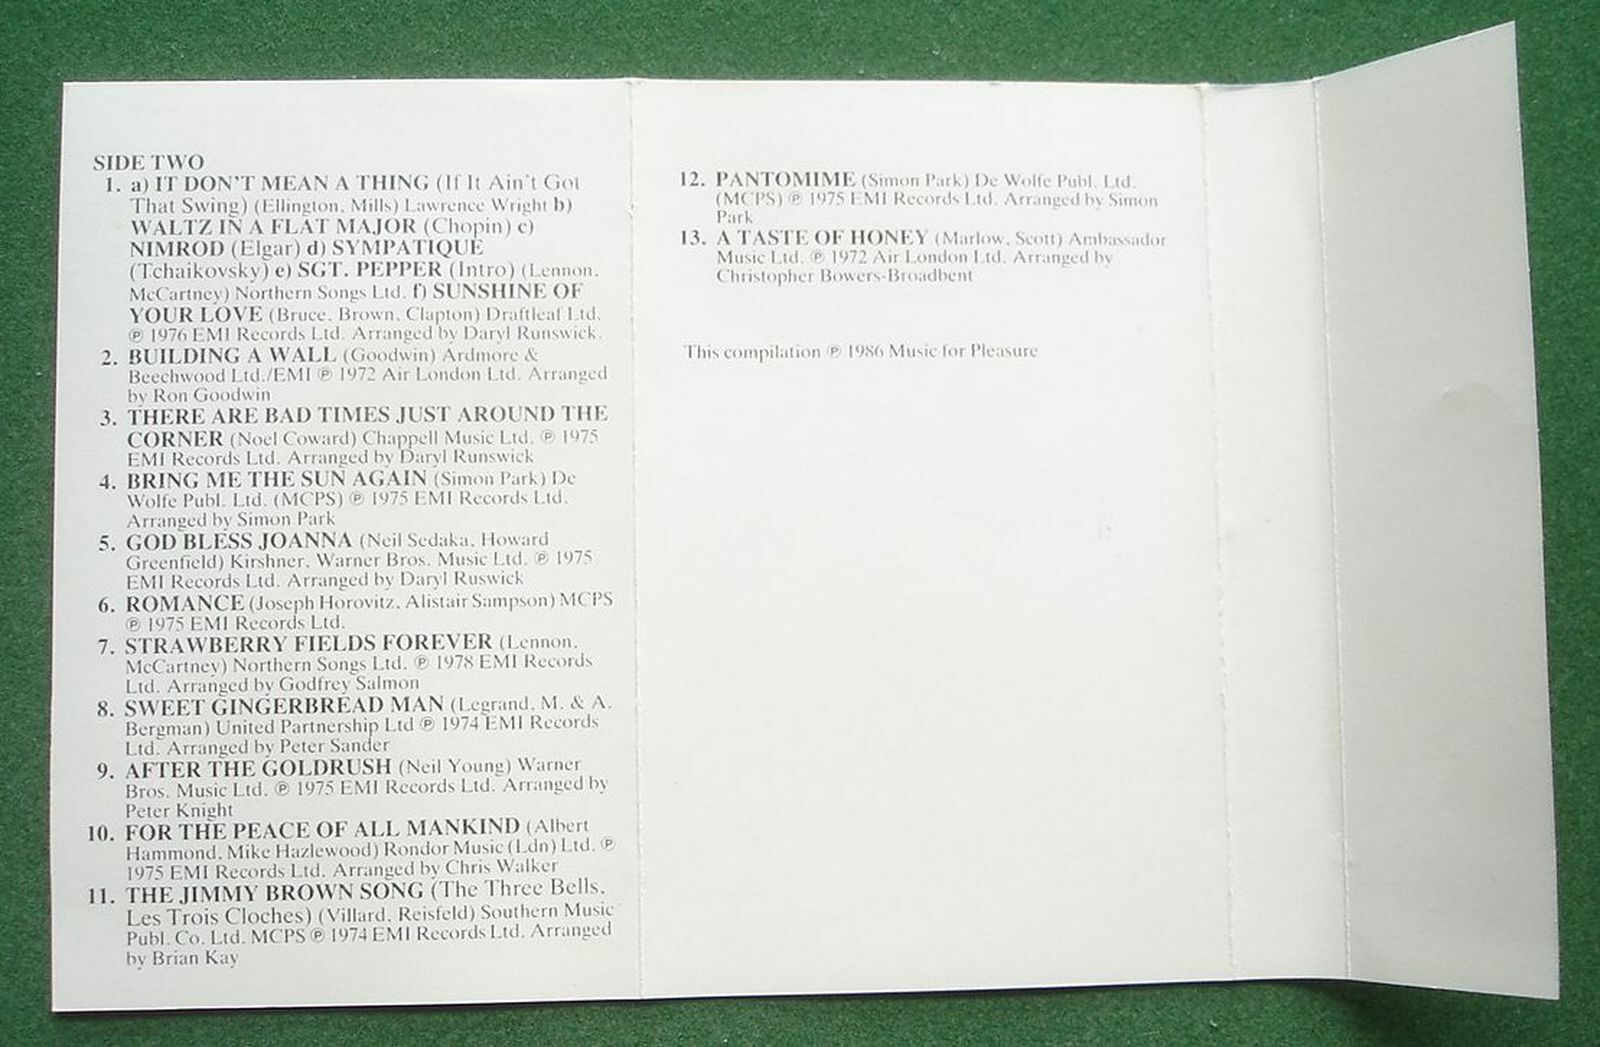 SIDE TWO
1. a) IT DON'T MEAN A THING (If It Ain't Got
That Swing) (Ellington, Mills) Lawrence Wright b)
WALTZ IN A FLAT MAJOR (Chopin) c)
NIMROD (Elgar) d) SYMPATIQUE
(Tchaikovsky) e) SGT. PEPPER (Intro) (Lennon,
McCartney) Northern Songs Ltd. f) SUNSHINE OF
YOUR LOVE (Bruce, Brown, Clapton) Draftleaf Ltd.
℗ 1976 EMI Records Ltd. Arranged by Daryl Runswick.
2. BUILDING A WALL (Goodwin) Ardmore &
Beechwood Ltd./EMI ℗ 1972 Air London Ltd. Arranged
by Ron Goodwin
3. THERE ARE BAD TIMES JUST AROUND THE
CORNER (Noel Coward) Chappell Music Ltd. ℗ 1975
EMI Records Ltd. Arranged by Daryl Runswick
4. BRING ME THE SUN AGAIN (Simon Park) De
Wolfe Publ. Ltd. (MCPS) ℗ 1975 EMI Records Ltd.
Arranged by Simon Park
5. GOD BLESS JOANNA (Neil Sedaka, Howard
Greenfield) Kirshner, Warner Bros. Music Ltd. ℗ 1975
EMI Records Ltd. Arranged by Daryl Ruswick
6. ROMANCE (Joseph Horovitz, Alistair Sampson) MCPS
℗ 1975 EMI Records Ltd.
7. STRAWBERRY FIELDS FOREVER (Lennon,
McCartney) Northern Songs Ltd. ℗ 1978 EMI Records
Ltd. Arranged by Godfrey Salmon
8. SWEET GINGERBREAD MAN (Legrand, M. & A.
Bergman) United Partnership Ltd ℗ 1974 EMI Records
Ltd. Arranged by Peter Sander
9. AFTER THE GOLDRUSH (Neil Young) Warner
Bros. Music Ltd. ℗ 1975 EMI Records Ltd. Arranged by
Peter Knight
10. FOR THE PEACE OF ALL MANKIND (Albert
Hammond, Mike Hazlewood) Rondor Music (Ldn) Ltd. ℗
1975 EMI Records Ltd. Arranged by Chris Walker
11. THE JIMMY BROWN SONG (The Three Bells,
Les Trois Cloches) (Villard, Reisfeld) Southern Music
Publ. Co. Ltd. MCPS ℗ 1974 EMI Records Ltd. Arranged
by Brian Kay
12. PANTOMIME (Simon Park) De Wolfe Publ. Ltd.
(MCPS) ℗ 1975 EMI Records Ltd. Arranged by Simon
Park
13. A TASTE OF HONEY (Marlow, Scott) Ambassador
Music Ltd. ℗ 1972 Air London Ltd. Arranged by
Christopher Bowers-Broadbent
This compilation ℗ 1986 Music for Pleasure